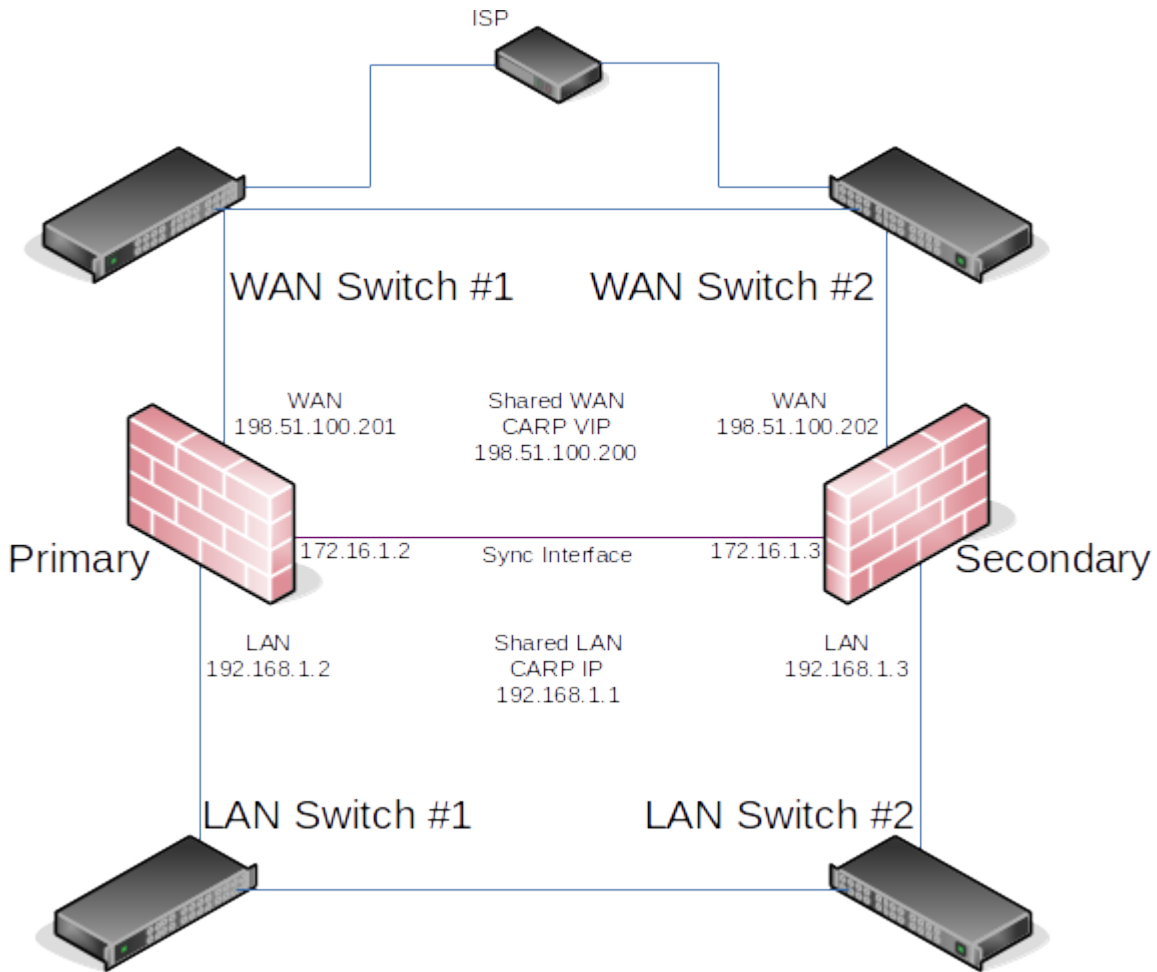 ISP
WAN Switch #1
WAN Switch #2
WAN
198.51.100.201
Shared WAN
CARP VIP
198.51.100.200
WAN
198.51.100.202
Primary
172.16.1.2
Sync Interface
172.16.1.3
Secondary
LAN
192.168.1.2
Shared LAN
CARP IP
192.168.1.1
LAN
192.168.1.3
LAN Switch #1
LAN Switch #2